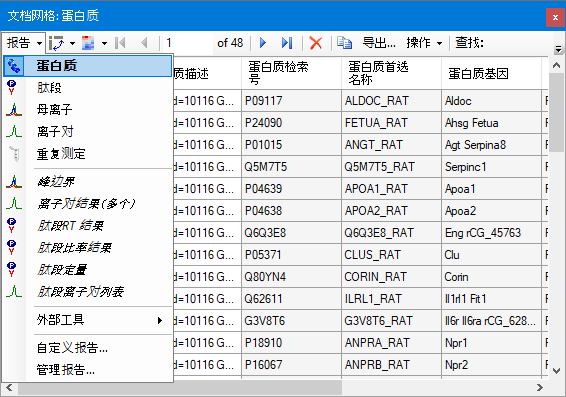 文档网格: 蛋白质
报告 1 of 48 导出... 操作 查找:
蛋白质
肽段
母离子
离子对
重复测定
峰边界
离子对结果(多个)
肽段RT 结果
肽段比率结果
肽段定量
肽段离子对列表
外部工具
自定义报告...
管理报告...
质描述 蛋白质检索号 蛋白质首选名称 蛋白质基因
d=10116 G... P09117 ALDOC_RAT Aldoc
d=10116 G... P24090 FETUA_RAT Ahsg Fetua
d=10116 G... P01015 ANGT_RAT Agt Serpina8
d=10116 G... Q5M7T5 Q5M7T5_RAT Serpinc1
d=10116 G... P04639 APOA1_RAT Apoa1
d=10116 G... P04638 APOA2_RAT Apoa2
d=10116 G... Q6Q3E8 Q6Q3E8_RAT Eng rCG_45763
d=10116 G... P05371 CLUS_RAT Clu
d=10116 G... Q80YN4 CORIN_RAT Corin
d=10116 G... Q62611 ILRL1_RAT Il1rl1 Fit1
d=10116 G... G3V8T6 G3V8T6_RAT Il6r Il6ra rCG_628...
d=10116 G... P18910 ANPRA_RAT Npr1
d=10116 G... P16067 ANPRB_RAT Npr2